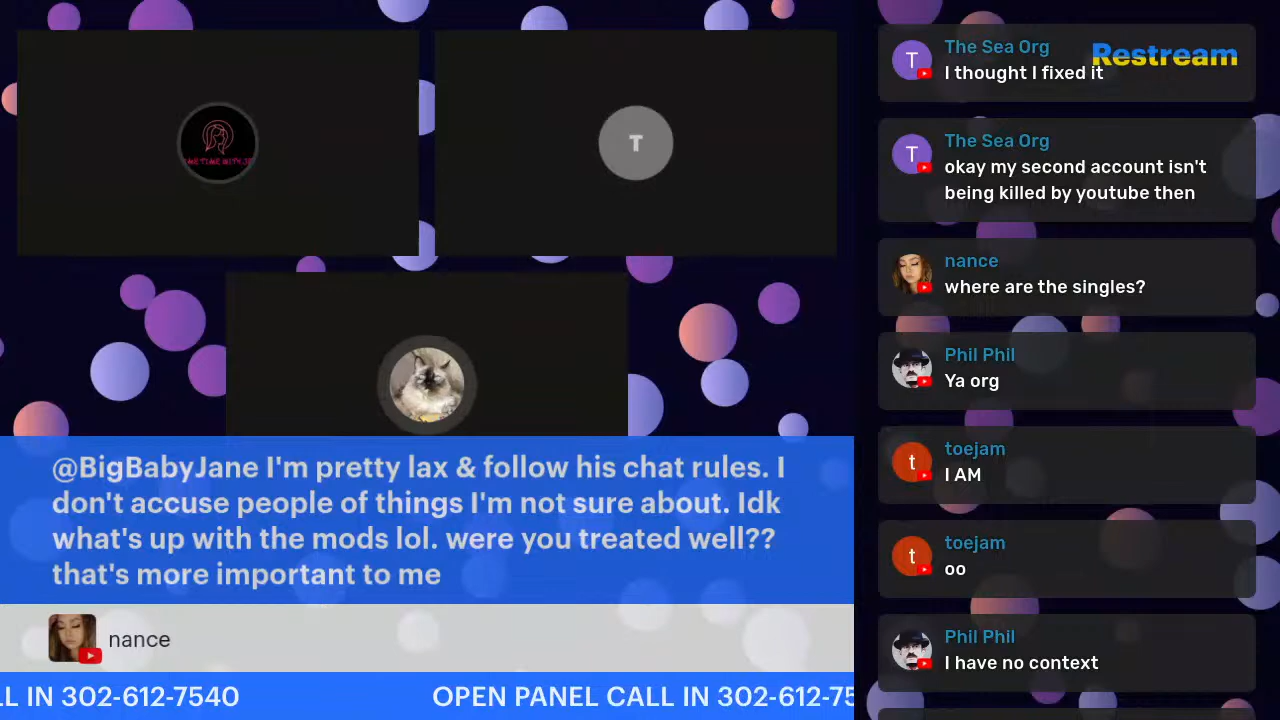 T
@BigBabyJane I'm pretty lax & follow his chat rules. I
don't accuse people of things I'm not sure about. Idk
what's up with the mods lol. were you treated well??
that's more important to me
nance
LL IN 302-612-7540 OPEN PANEL CALL IN 302-612-75
Restream
T
The Sea Org
I thought I fixed it
T
The Sea Org
okay my second account isn't
being killed by youtube then
nance
where are the singles?
Phil Phil
Ya org
t
toejam
I AM
t
toejam
oo
Phil Phil
I have no context